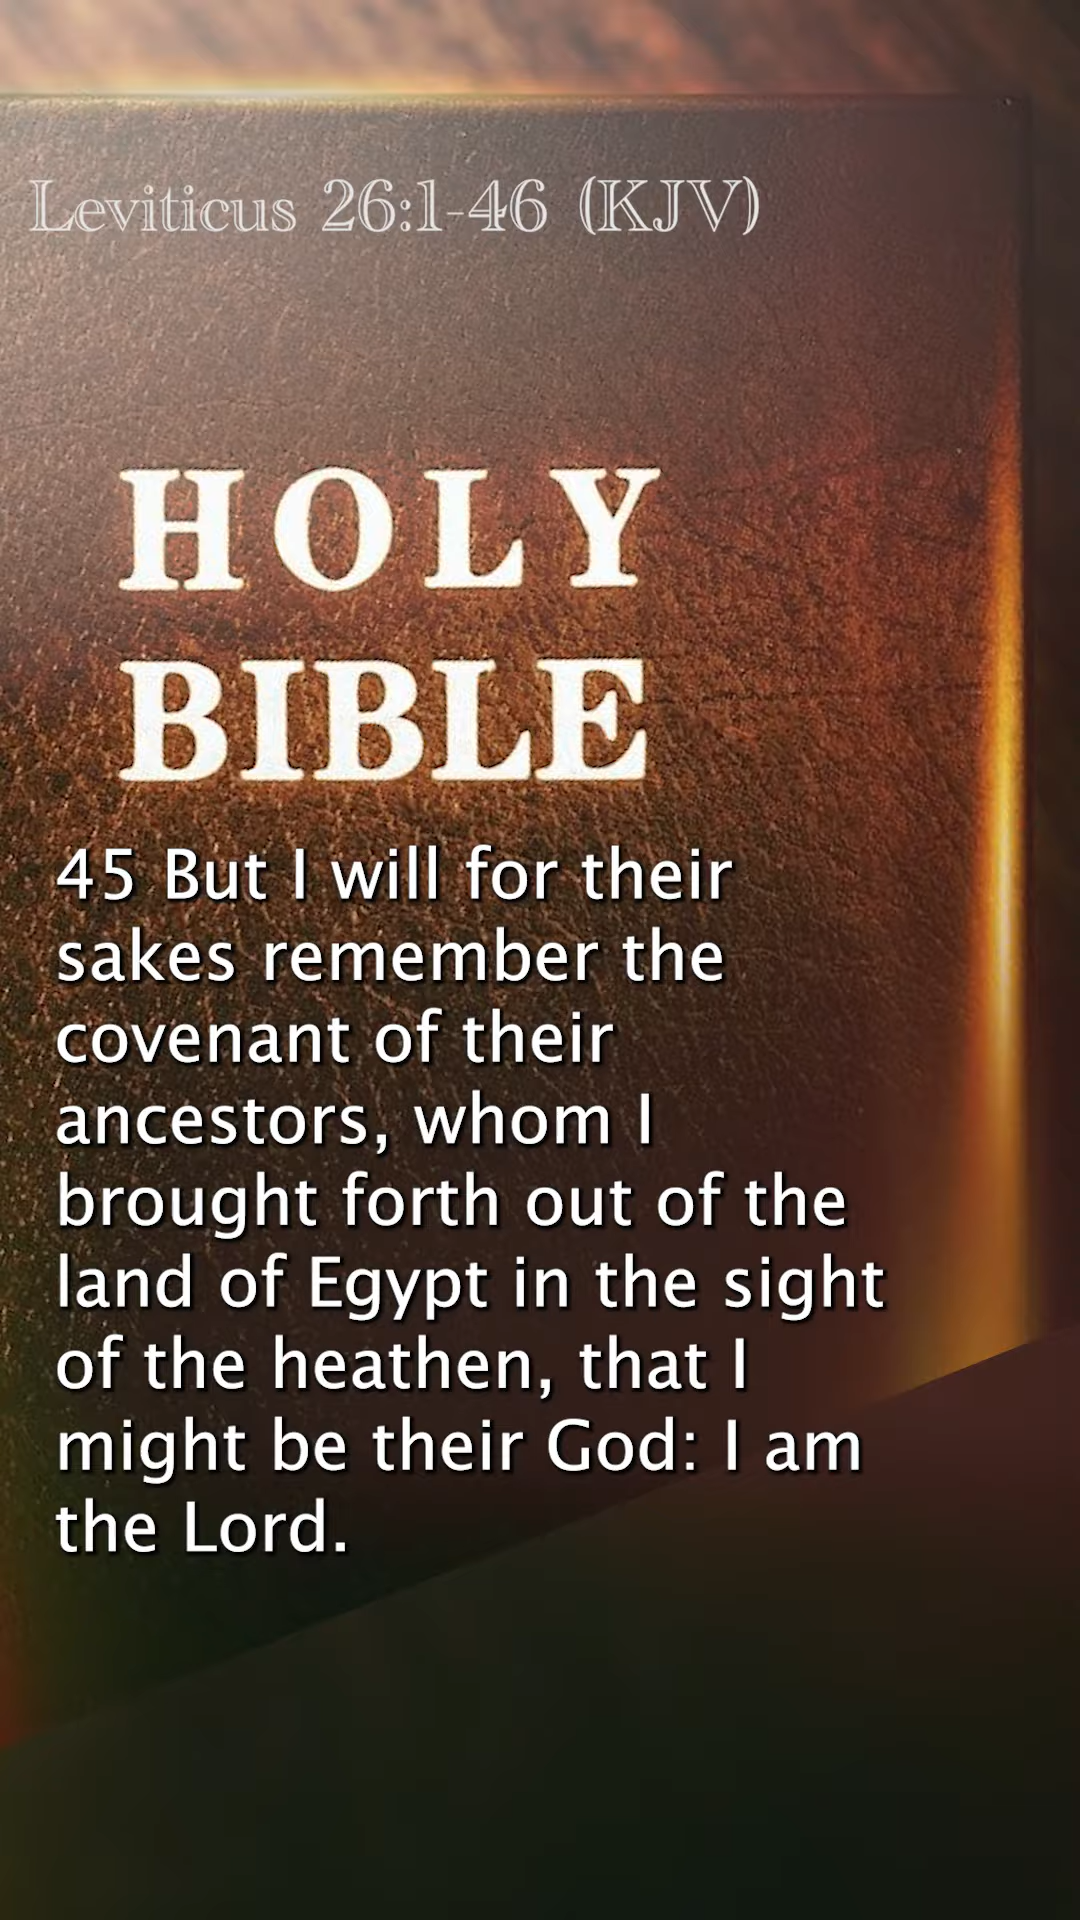 Leviticus 26:1-46 (KJV)
HOLY
BIBLE
45 But I will for their
sakes remember the
covenant of their
ancestors, whom I
brought forth out of the
land of Egypt in the sight
of the heathen, that I
might be their God: I am
the Lord.